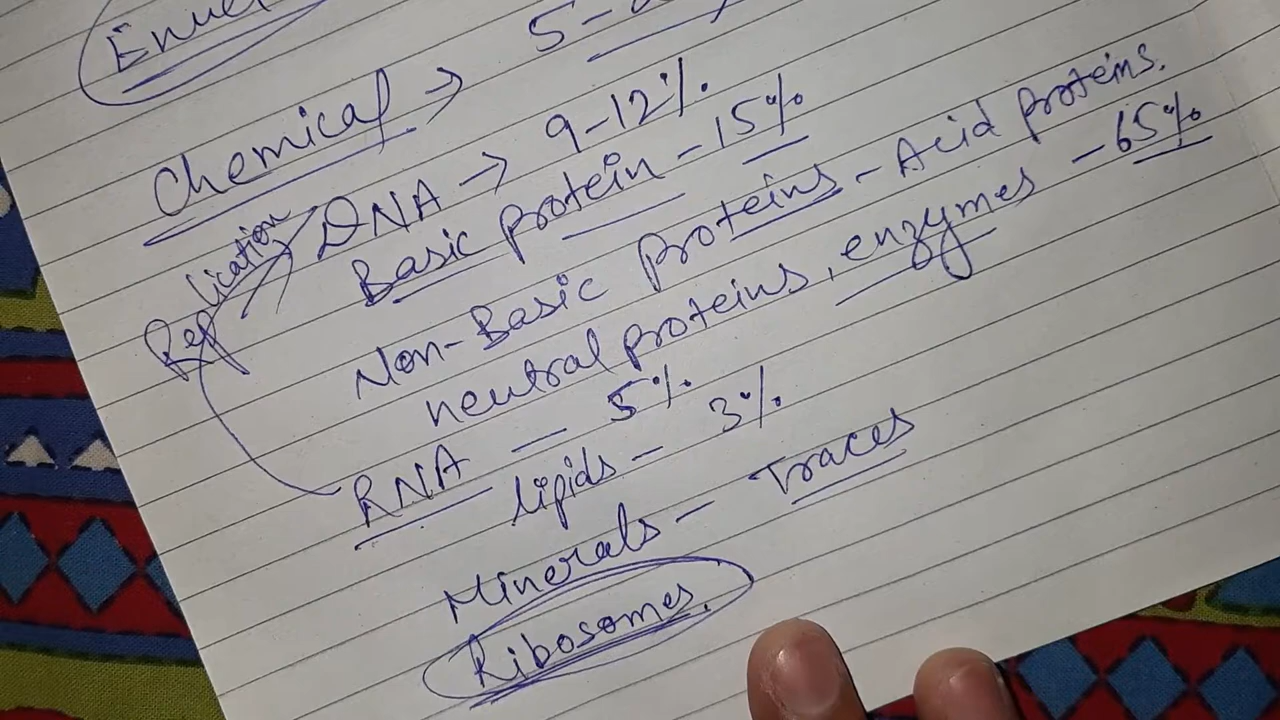 Chemical →
DNA → 9-12%.
Replication
Basic protein - 15%
Non-Basic proteins - Acid proteins.
neutral proteins, enzymes - 65%
RNA — 5%.
lipids - 3%.
Minerals - Traces
Ribosomes.